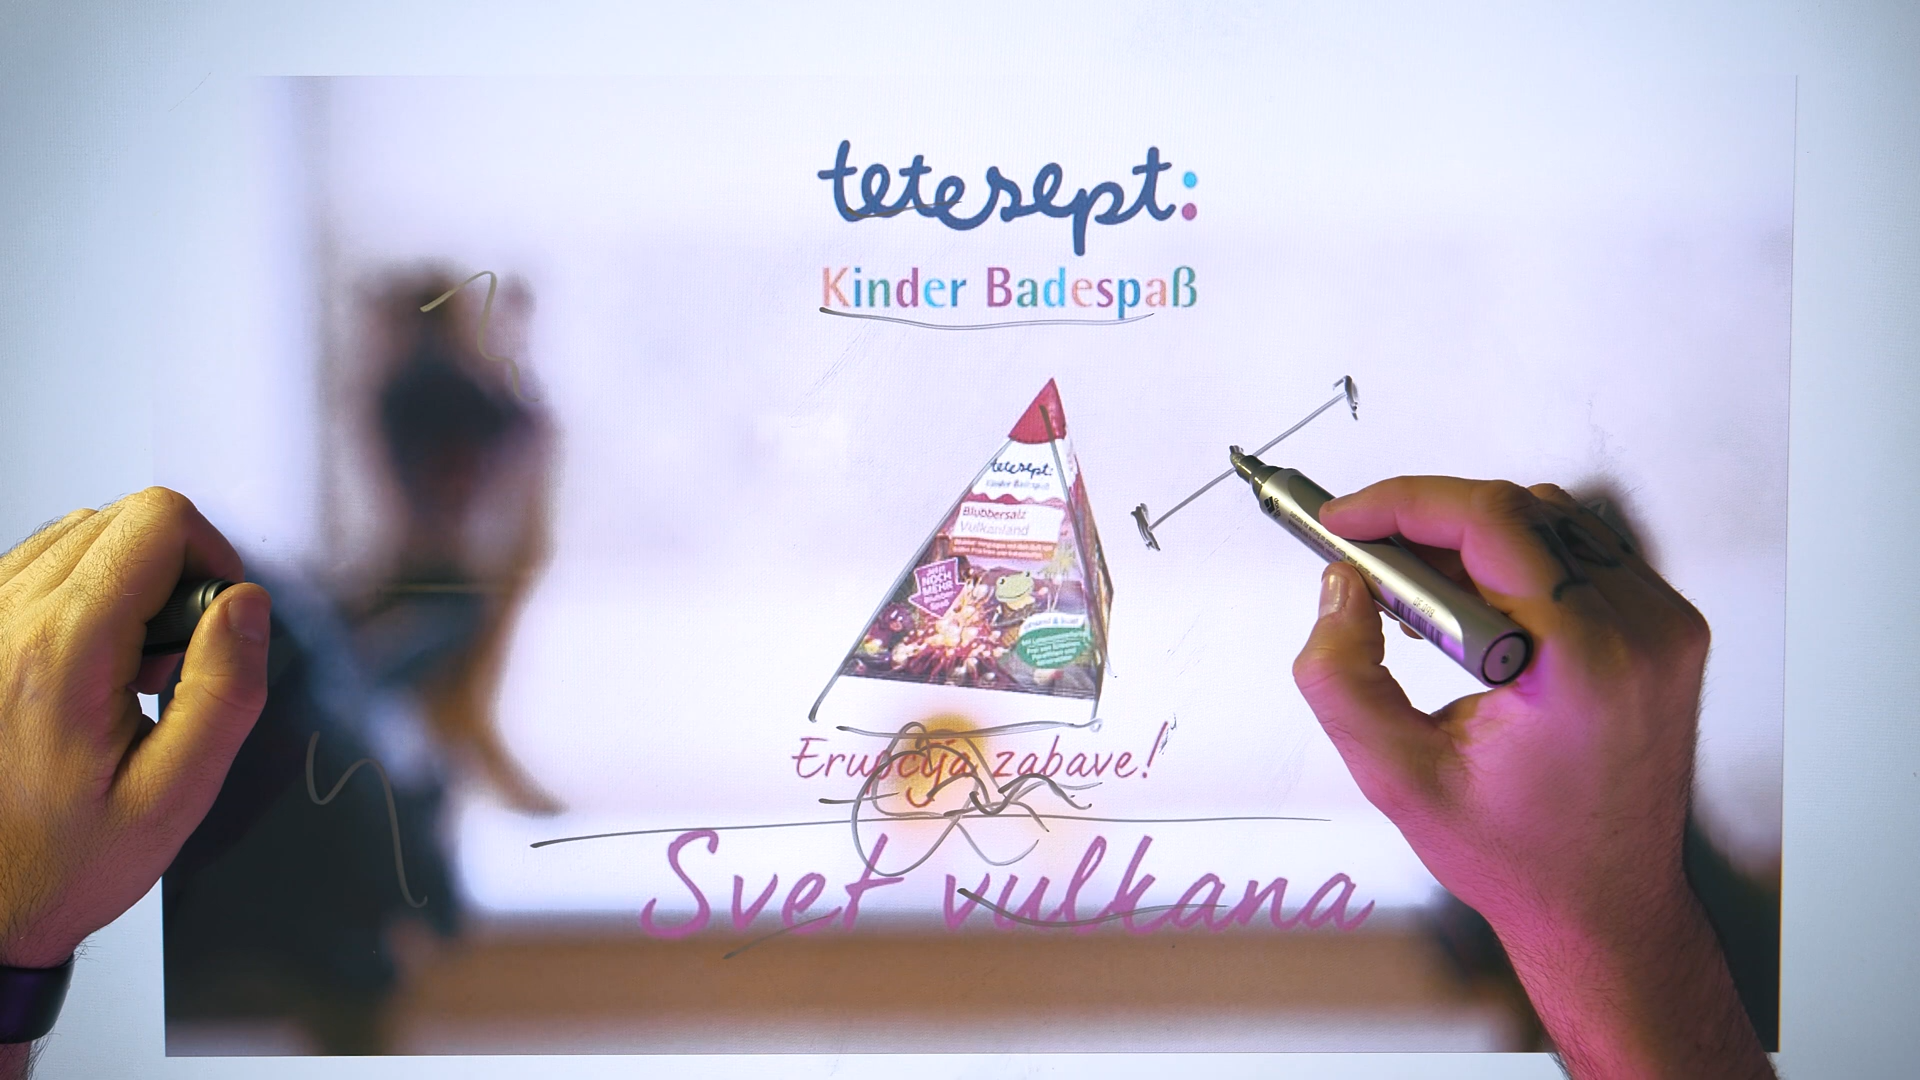 tetesept:
Kinder Badespaß
tetesept:
Kinder Badespaß
Blubbersalz
Vulkanland
Jetzt
NOCH
MEHR
Erupcija zabave!
Svet vulkana